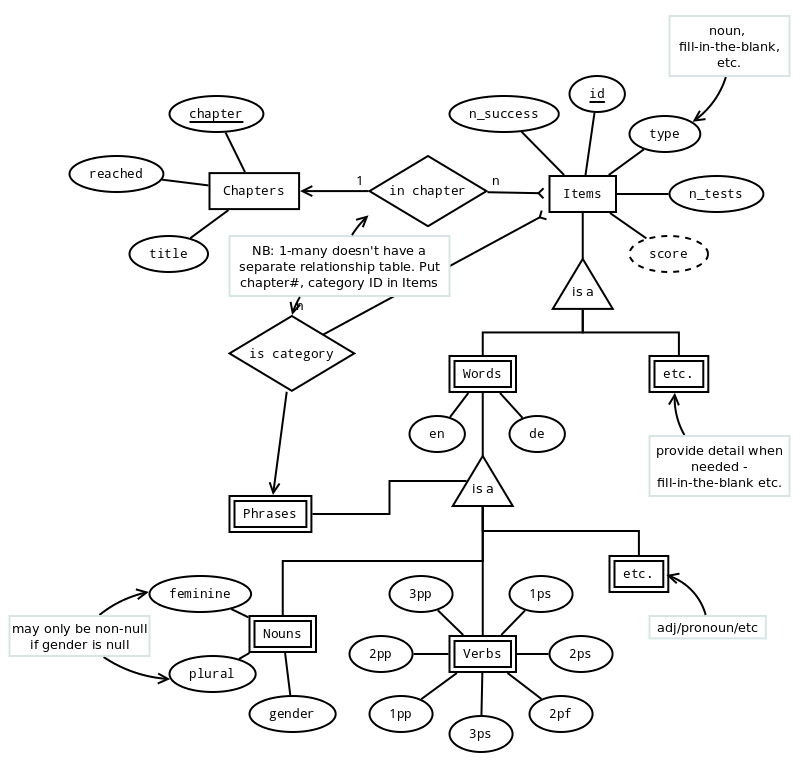 noun,
fill-in-the-blank,
etc.
id
chapter
n_success
type
reached
1
n
Chapters
in chapter
Items
n_tests
NB: 1-many doesn't have a
separate relationship table. Put
chapter#, category ID in Items
title
score
is a
n
is category
Words
etc.
en
de
provide detail when
needed -
fill-in-the-blank etc.
is a
Phrases
etc.
feminine
3pp
1ps
may only be non-null
if gender is null
adj/pronoun/etc
Nouns
2pp
Verbs
2ps
plural
gender
1pp
3ps
2pf